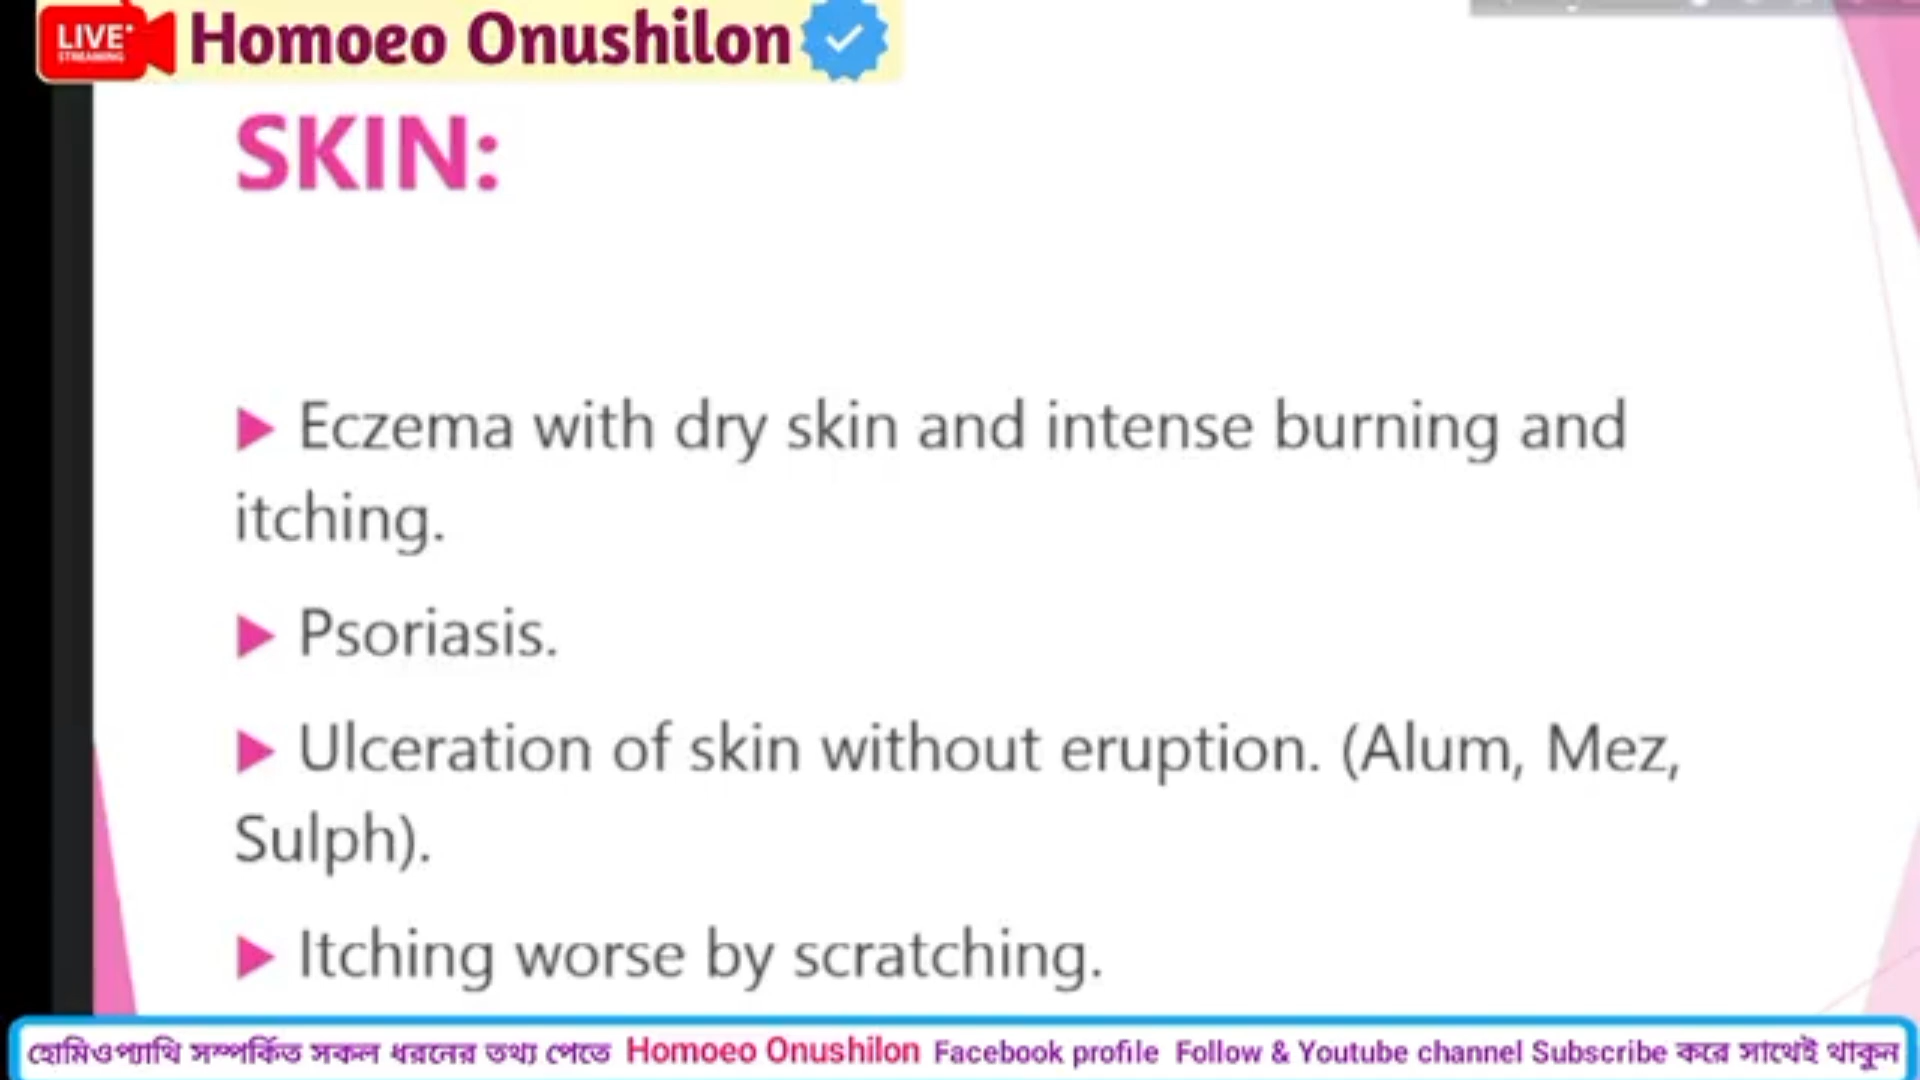 LIVE
STREAMING
Homoeo Onushilon
SKIN:
▶ Eczema with dry skin and intense burning and
itching.
▶ Psoriasis.
▶ Ulceration of skin without eruption. (Alum, Mez,
Sulph).
▶ Itching worse by scratching.
হোমিওপ্যাথি সম্পর্কিত সকল ধরনের তথ্য পেতে Homoeo Onushilon Facebook profile Follow & Youtube channel Subscribe করে সাথেই থাকুন